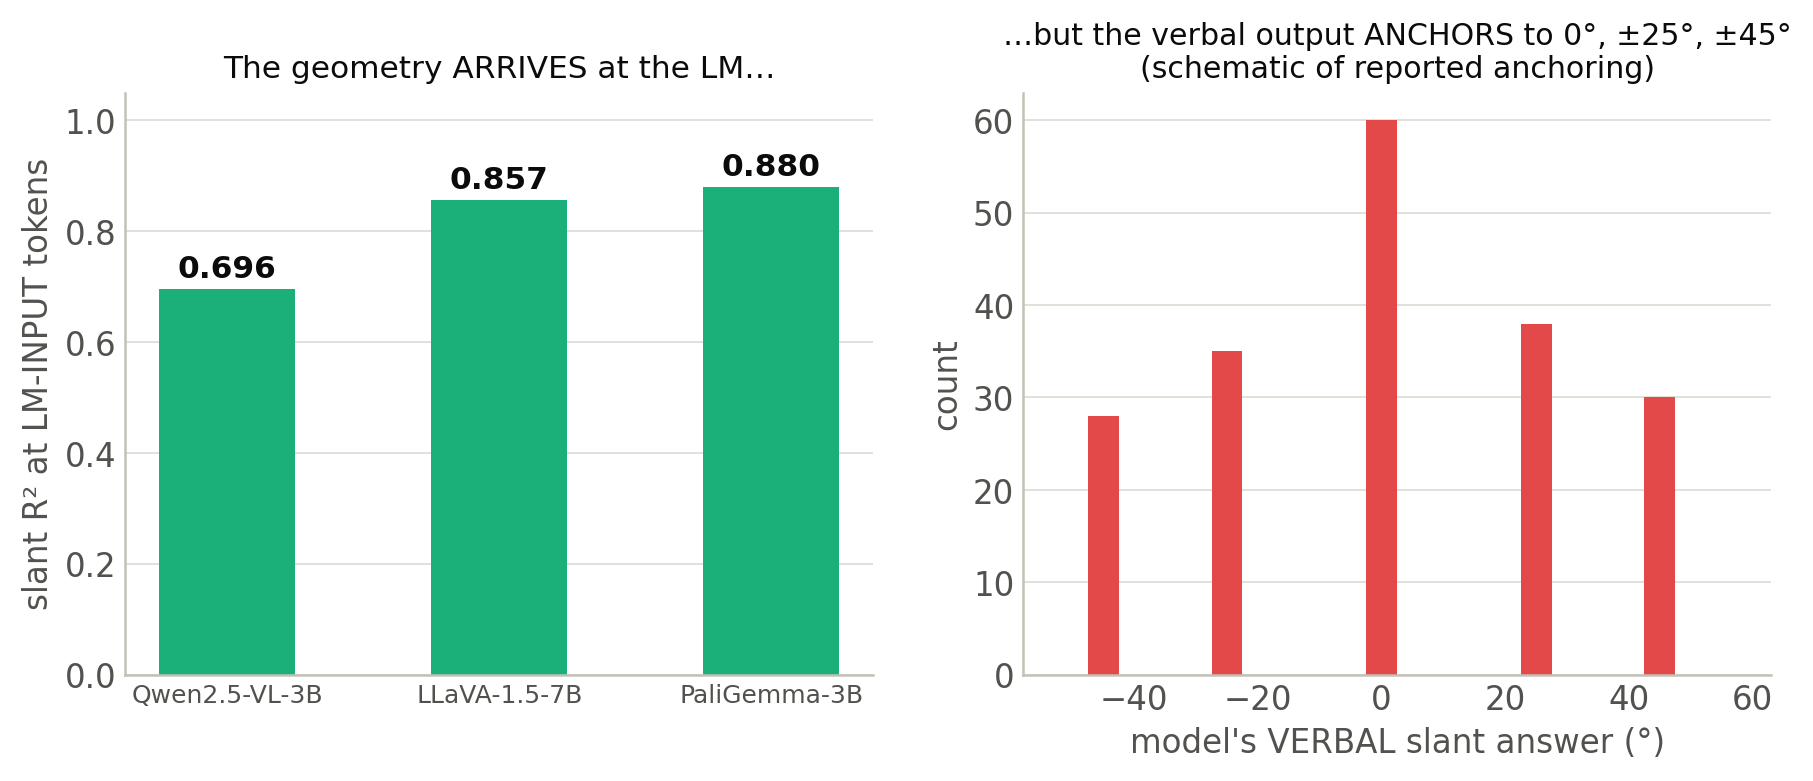 The geometry ARRIVES at the LM...
slant R² at LM-INPUT tokens
1.0
0.8
0.6
0.4
0.2
0.0
0.696
0.857
0.880
Qwen2.5-VL-3B
LLaVA-1.5-7B
PaliGemma-3B
...but the verbal output ANCHORS to 0°, ±25°, ±45°
(schematic of reported anchoring)
count
60
50
40
30
20
10
0
−40
−20
0
20
40
60
model's VERBAL slant answer (°)